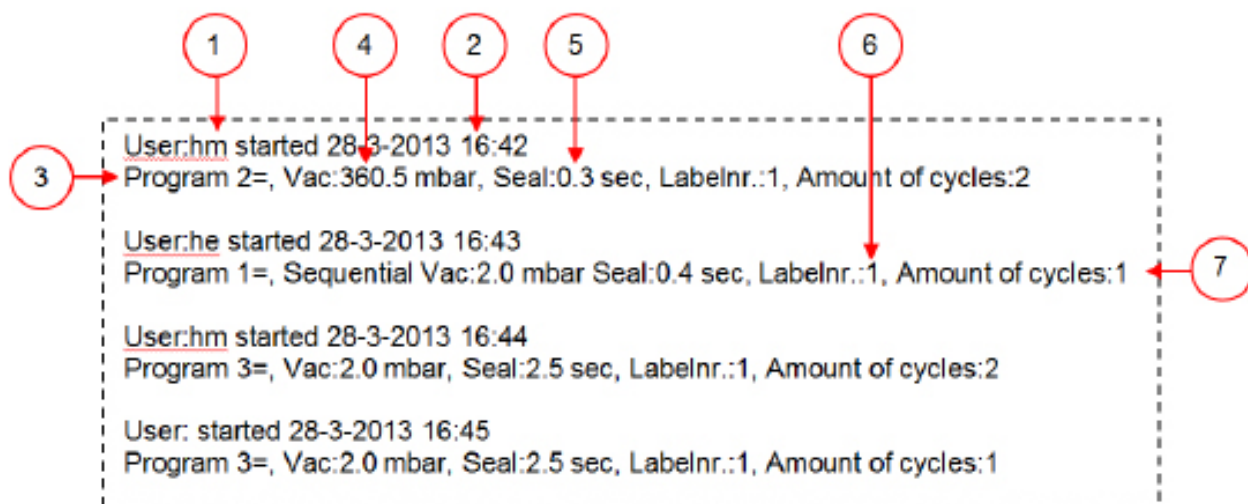 1 4 2 5 6
User:hm started 28-3-2013 16:42
3 Program 2=, Vac:360.5 mbar, Seal:0.3 sec, Labelnr.:1, Amount of cycles:2
User:he started 28-3-2013 16:43
Program 1=, Sequential Vac:2.0 mbar Seal:0.4 sec, Labelnr.:1, Amount of cycles:1 7
User:hm started 28-3-2013 16:44
Program 3=, Vac:2.0 mbar, Seal:2.5 sec, Labelnr.:1, Amount of cycles:2
User: started 28-3-2013 16:45
Program 3=, Vac:2.0 mbar, Seal:2.5 sec, Labelnr.:1, Amount of cycles:1